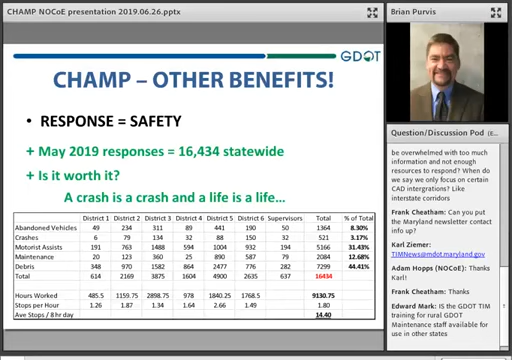 CHAMP NOCoE presentation 2019.06.26.pptx
GDOT
CHAMP – OTHER BENEFITS!
• RESPONSE = SAFETY
+ May 2019 responses = 16,434 statewide
+ Is it worth it?
A crash is a crash and a life is a life…
District 1 District 2 District 3 District 4 District 5 District 6 Supervisors Total % of Total
Abandoned Vehicles 49 234 311 89 441 190 50 1364 8.30%
Crashes 6 79 134 32 88 150 32 521 3.17%
Motorist Assists 191 763 1488 594 1004 932 194 5166 31.43%
Maintenance 20 123 360 25 890 587 79 2084 12.68%
Debris 348 970 1582 864 2477 776 282 7299 44.41%
Total 614 2169 3875 1604 4900 2635 637 16434
Hours Worked 485.5 1159.75 2898.75 978 1840.25 1768.5 9130.75
Stops per Hour 1.26 1.87 1.34 1.64 2.66 1.49 1.80
Ave Stops / 8hr day 14.40
Brian Purvis
Question/Discussion Pod (E...
be overwhelmed with too much
information and not enough
resources to respond? When
do we say we only focus on
certain CAD intergrations? Like
interstate corridors
Frank Cheatham: Can you put
the Maryland newsletter contact
info up?
Karl Ziemer:
TIMNews@mdot.maryland.gov
Adam Hopps (NOCoE): Thanks
Karl!
Frank Cheatham: Thanks
Edward Mark: IS the GDOT TIM
training for rural GDOT
Maintenance staff available for
use in other states